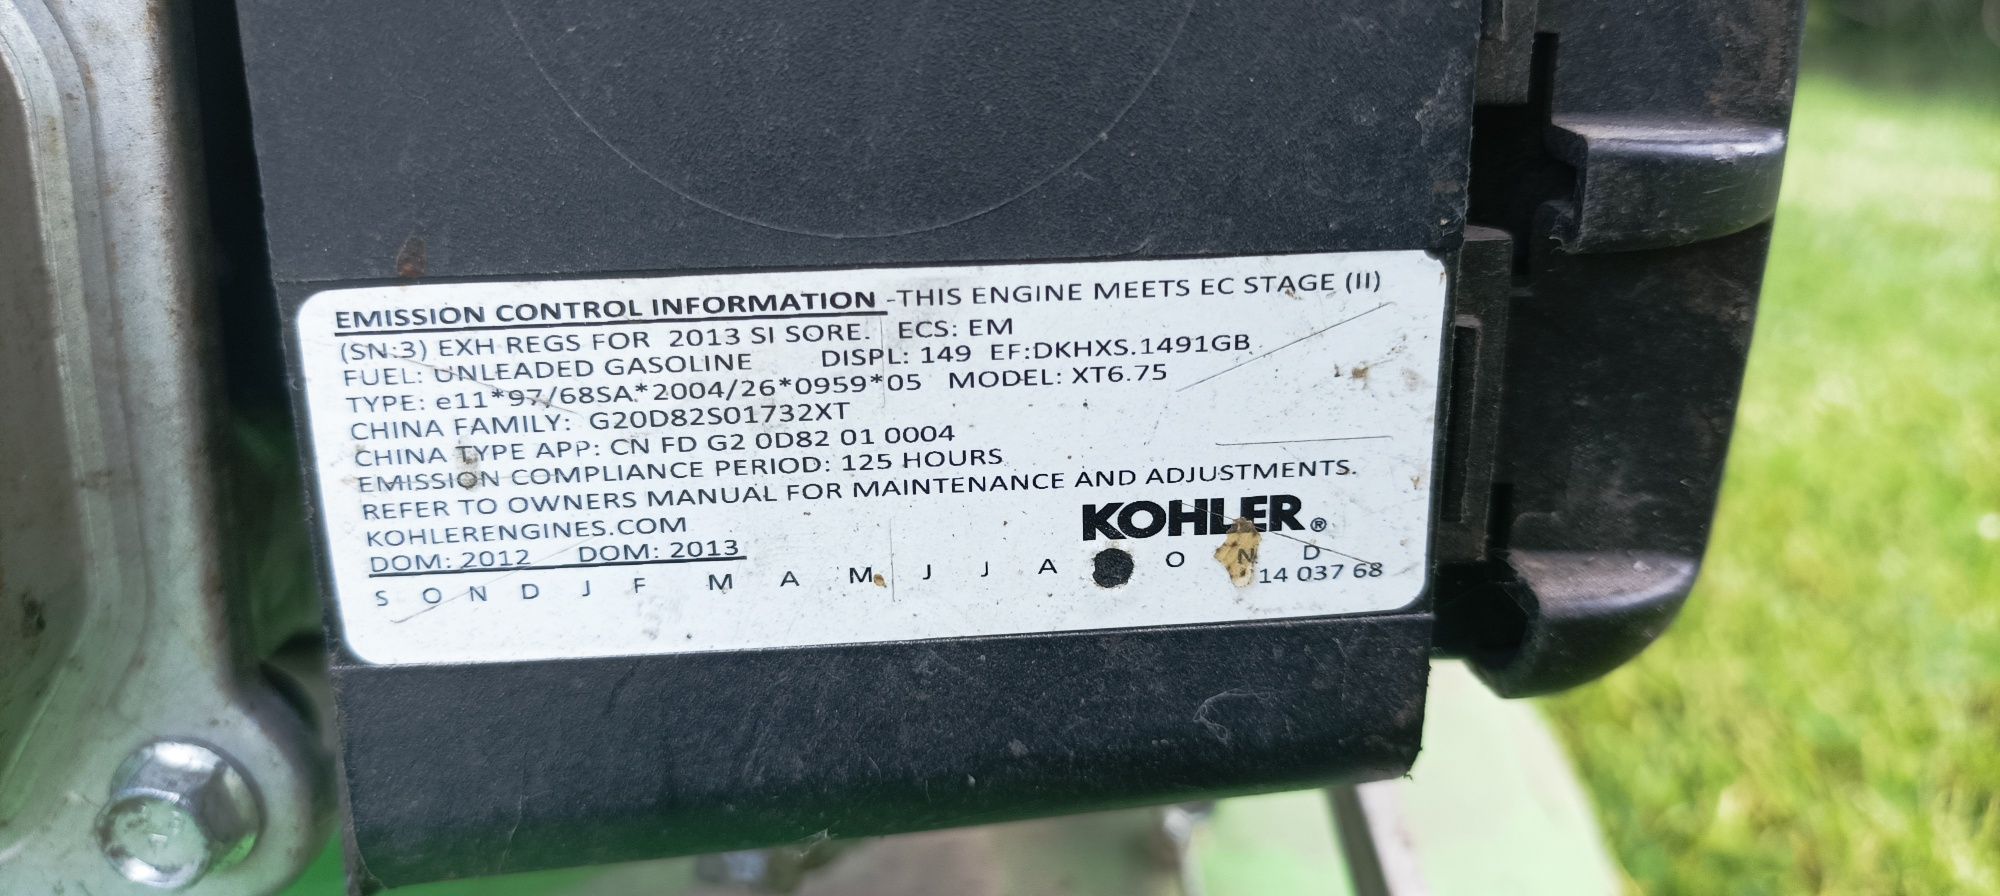 EMISSION CONTROL INFORMATION -THIS ENGINE MEETS EC STAGE (II)
(SN:3) EXH REGS FOR 2013 SI SORE. ECS: EM
FUEL: UNLEADED GASOLINE DISPL: 149 EF:DKHXS.1491GB
TYPE: e11*97/68SA*2004/26*0959*05 MODEL: XT6.75
CHINA FAMILY: G20D82S01732XT
CHINA TYPE APP: CN FD G2 0D82 01 0004
EMISSION COMPLIANCE PERIOD: 125 HOURS
REFER TO OWNERS MANUAL FOR MAINTENANCE AND ADJUSTMENTS.
KOHLERENGINES.COM KOHLER®
DOM: 2012 DOM: 2013
S O N D J F M A M J J A O N D
14 037 68